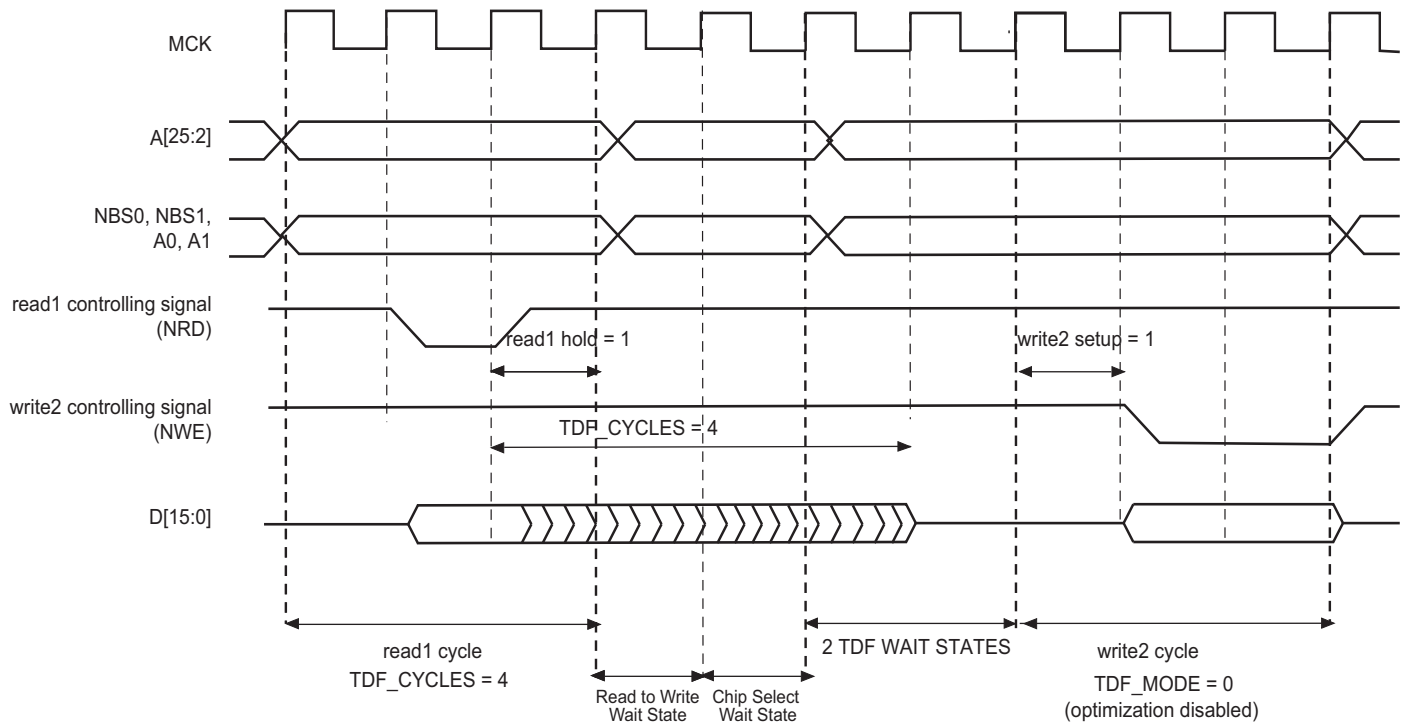 MCK
A[25:2]
NBS0, NBS1,
A0, A1
read1 controlling signal
(NRD)
read1 hold = 1
write2 setup = 1
write2 controlling signal
(NWE)
TDF_CYCLES = 4
D[15:0]
read1 cycle
TDF_CYCLES = 4
Read to Write
Wait State
Chip Select
Wait State
2 TDF WAIT STATES
write2 cycle
TDF_MODE = 0
(optimization disabled)